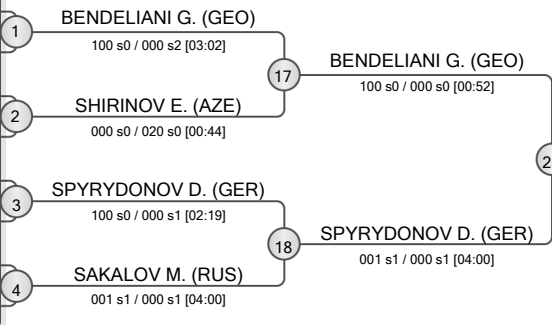 1
BENDELIANI G. (GEO)
100 s0 / 000 s2 [03:02]
17
BENDELIANI G. (GEO)
100 s0 / 000 s0 [00:52]
2
SHIRINOV E. (AZE)
000 s0 / 020 s0 [00:44]
3
SPYRYDONOV D. (GER)
100 s0 / 000 s1 [02:19]
18
SPYRYDONOV D. (GER)
001 s1 / 000 s1 [04:00]
4
SAKALOV M. (RUS)
001 s1 / 000 s1 [04:00]